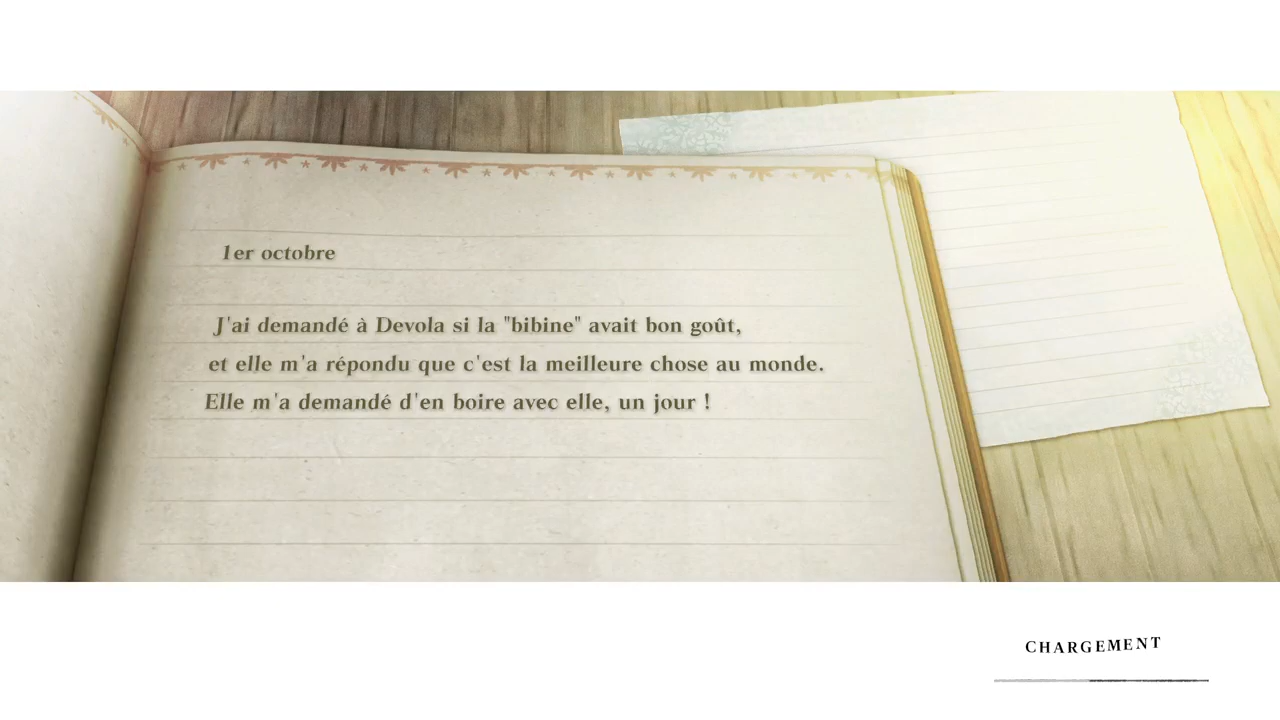 1er octobre
J'ai demandé à Devola si la "bibine" avait bon goût,
et elle m'a répondu que c'est la meilleure chose au monde.
Elle m'a demandé d'en boire avec elle, un jour !
CHARGEMENT